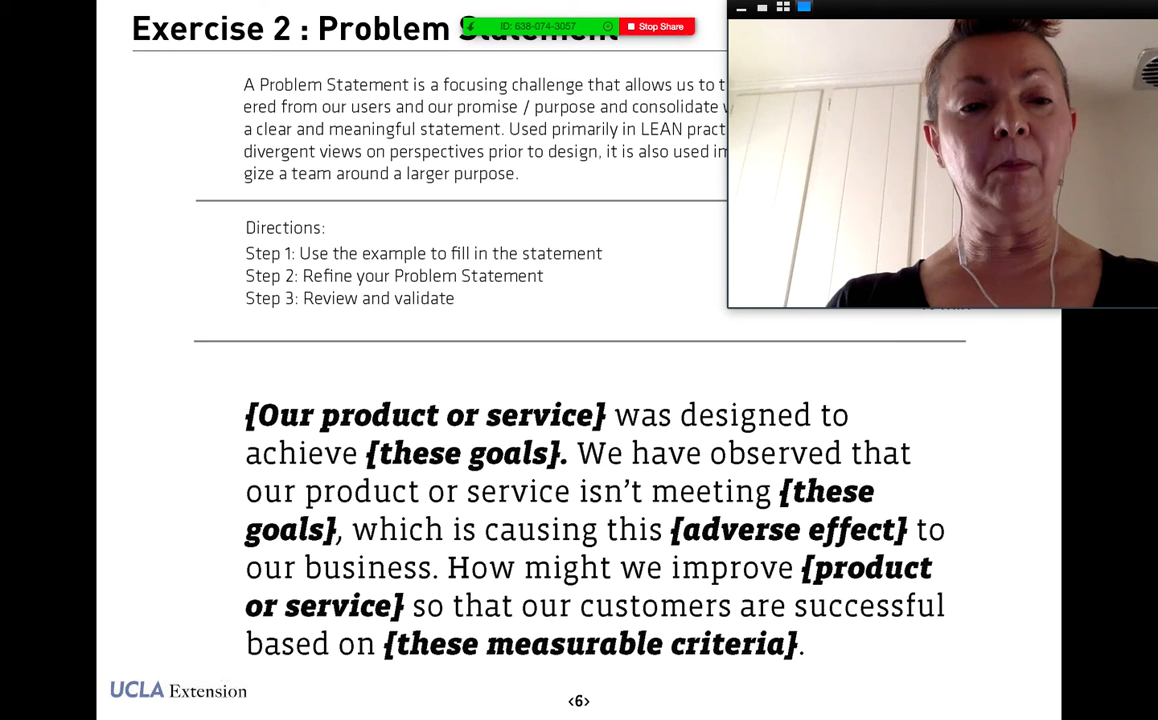 Exercise 2 : Problem Statement
ID: 638-074-3057
Stop Share
A Problem Statement is a focusing challenge that allows us to t
ered from our users and our promise / purpose and consolidate
a clear and meaningful statement. Used primarily in LEAN pract
divergent views on perspectives prior to design, it is also used
gize a team around a larger purpose.
Directions:
Step 1: Use the example to fill in the statement
Step 2: Refine your Problem Statement
Step 3: Review and validate
{Our product or service} was designed to
achieve {these goals}. We have observed that
our product or service isn't meeting {these
goals}, which is causing this {adverse effect} to
our business. How might we improve {product
or service} so that our customers are successful
based on {these measurable criteria}.
UCLA Extension
‹6›